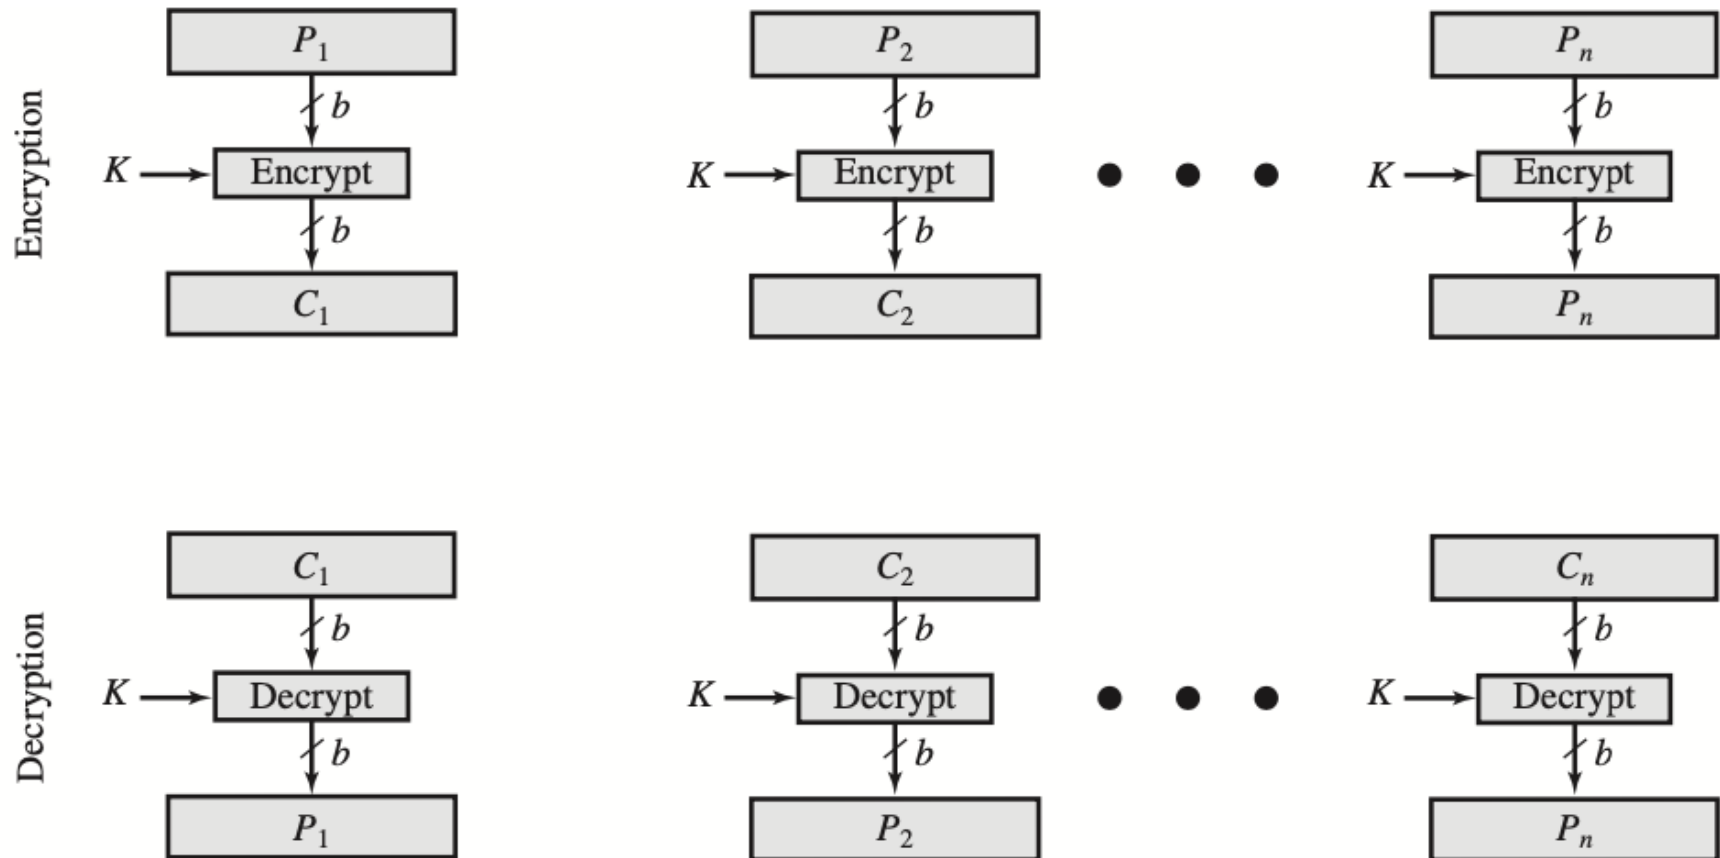 P₁ P₂ Pₙ
b b b
Encryption
K Encrypt K Encrypt K Encrypt
b b b
C₁ C₂ Pₙ
C₁ C₂ Cₙ
b b b
Decryption
K Decrypt K Decrypt K Decrypt
b b b
P₁ P₂ Pₙ